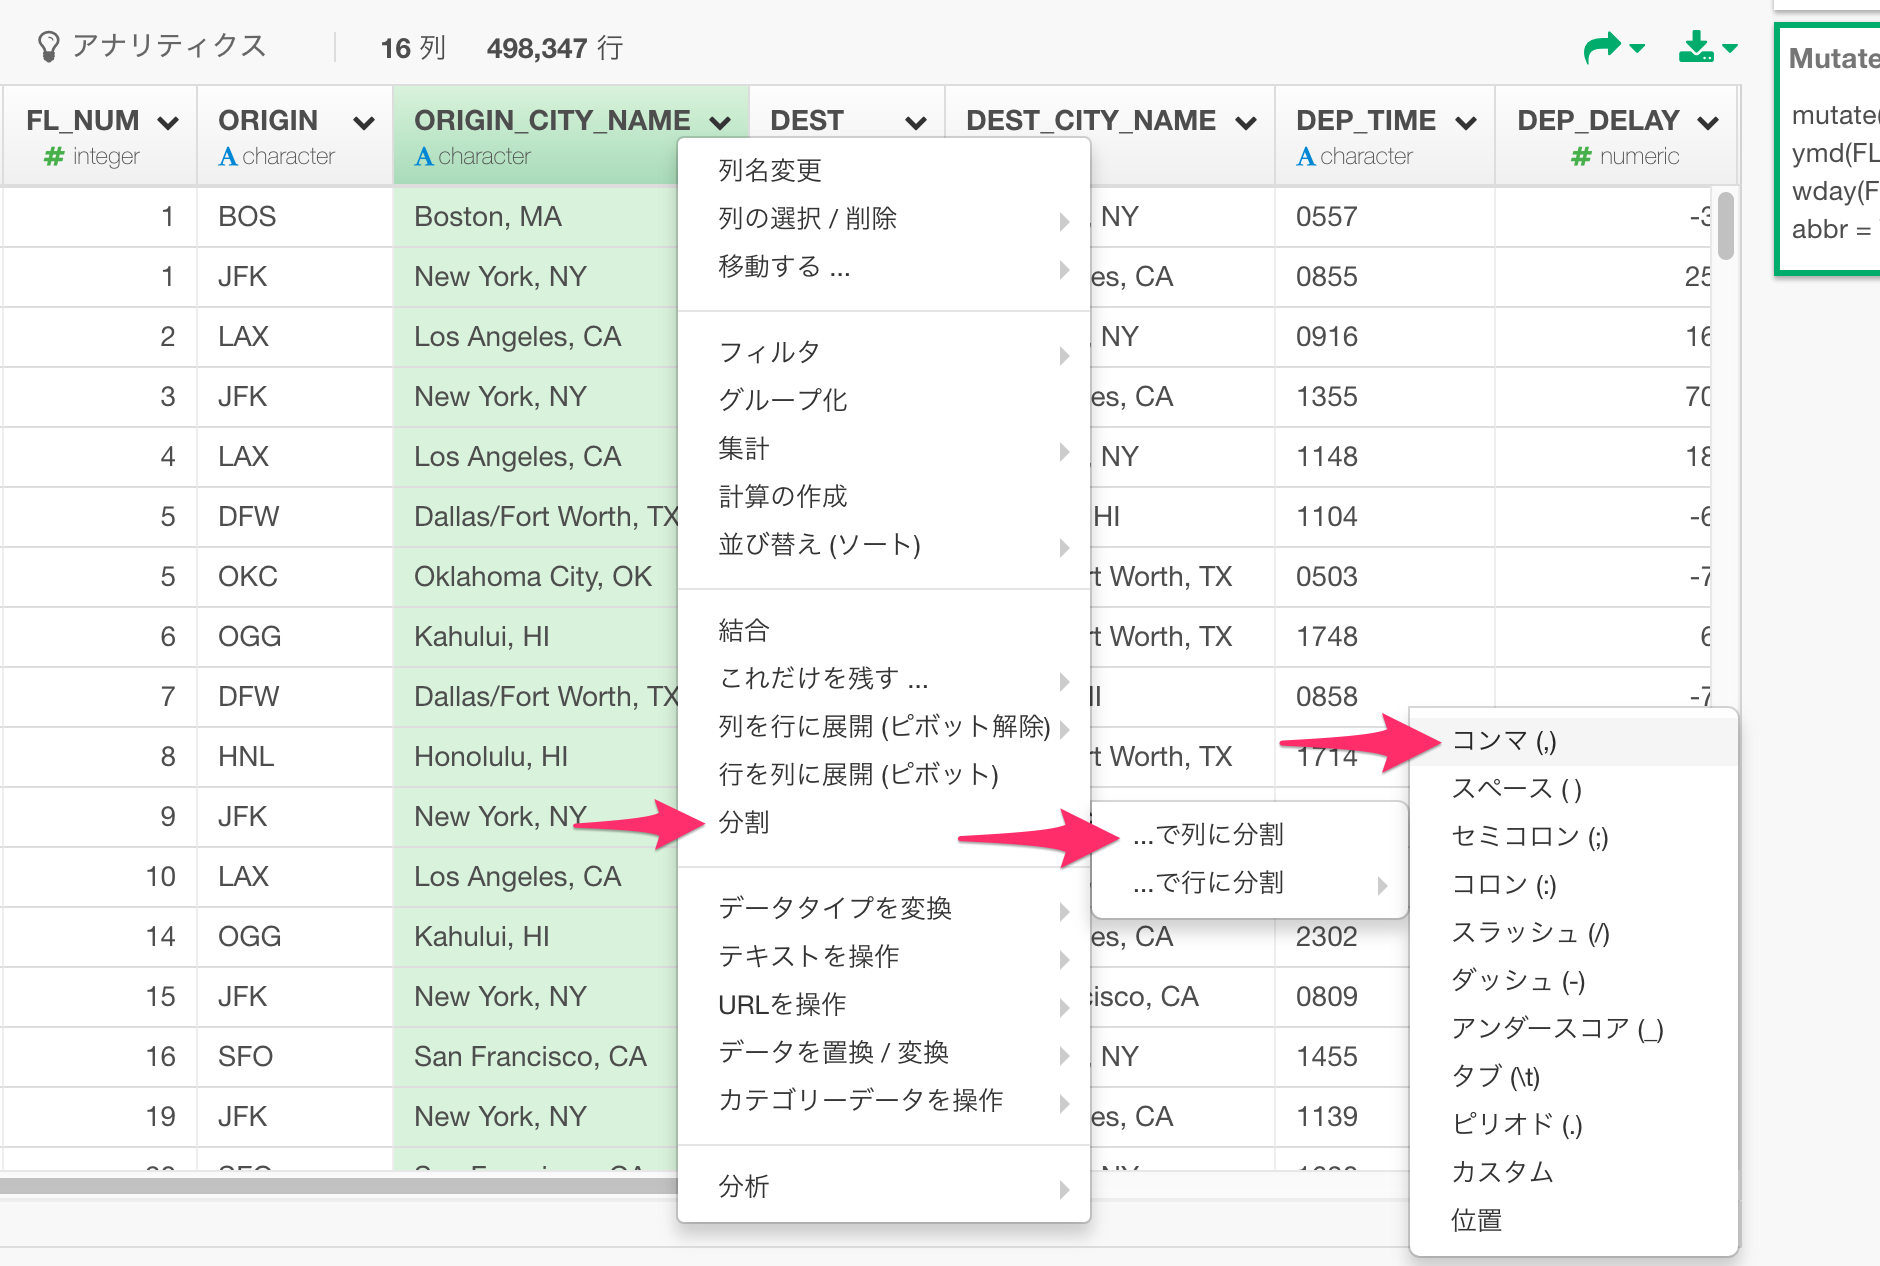 アナリティクス 16 列 498,347 行
Mutate
mutate(
ymd(FL
wday(F
abbr =
FL_NUM ORIGIN ORIGIN_CITY_NAME DEST DEST_CITY_NAME DEP_TIME DEP_DELAY
# integer A character A character A character # numeric
1 BOS Boston, MA , NY 0557 -3
1 JFK New York, NY es, CA 0855 25
2 LAX Los Angeles, CA , NY 0916 16
3 JFK New York, NY es, CA 1355 70
4 LAX Los Angeles, CA , NY 1148 18
5 DFW Dallas/Fort Worth, TX HI 1104 -6
5 OKC Oklahoma City, OK rt Worth, TX 0503 -7
6 OGG Kahului, HI rt Worth, TX 1748 6
7 DFW Dallas/Fort Worth, TX HI 0858 -7
8 HNL Honolulu, HI rt Worth, TX 1714
9 JFK New York, NY
10 LAX Los Angeles, CA
14 OGG Kahului, HI es, CA 2302
15 JFK New York, NY cisco, CA 0809
16 SFO San Francisco, CA , NY 1455
19 JFK New York, NY es, CA 1139
列名変更
列の選択 / 削除
移動する ...
フィルタ
グループ化
集計
計算の作成
並び替え (ソート)
結合
これだけを残す ...
列を行に展開 (ピボット解除)
行を列に展開 (ピボット)
分割
データタイプを変換
テキストを操作
URLを操作
データを置換 / 変換
カテゴリーデータを操作
分析
...で列に分割
...で行に分割
コンマ (,)
スペース ( )
セミコロン (;)
コロン (:)
スラッシュ (/)
ダッシュ (-)
アンダースコア (_)
タブ (\t)
ピリオド (.)
カスタム
位置